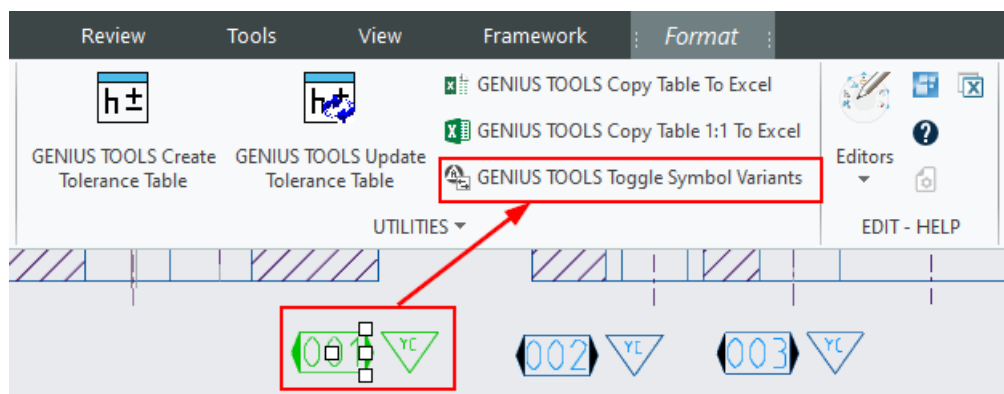 Review Tools View Framework Format
h±
h±
GENIUS TOOLS Create
Tolerance Table
GENIUS TOOLS Update
Tolerance Table
GENIUS TOOLS Copy Table To Excel
GENIUS TOOLS Copy Table 1:1 To Excel
GENIUS TOOLS Toggle Symbol Variants
Editors
UTILITIES
EDIT - HELP
001 YC 002 YC 003 YC